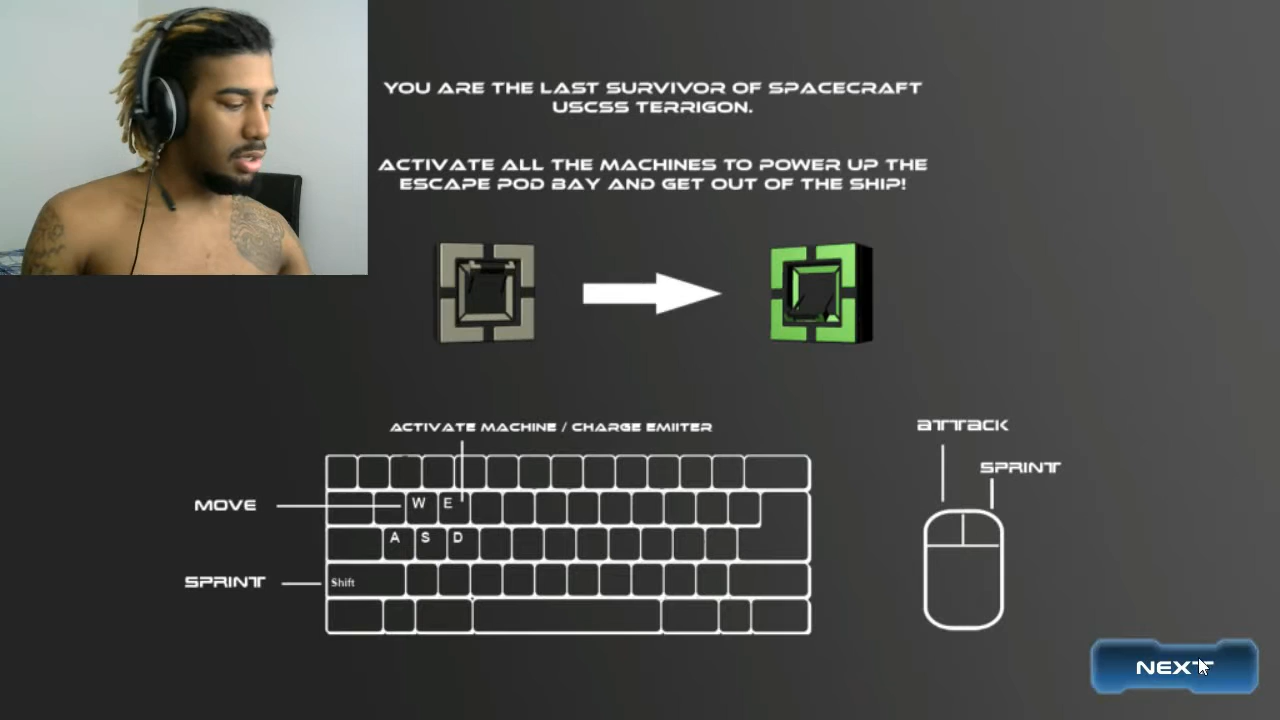 YOU ARE THE LAST SURVIVOR OF SPACECRAFT
USCSS TERRIGON.
ACTIVATE ALL THE MACHINES TO POWER UP THE
ESCAPE POD BAY AND GET OUT OF THE SHIP!
ACTIVATE MACHINE / CHARGE EMIITER
ATTACK
SPRINT
MOVE
W E
A S D
SPRINT
Shift
NEXT